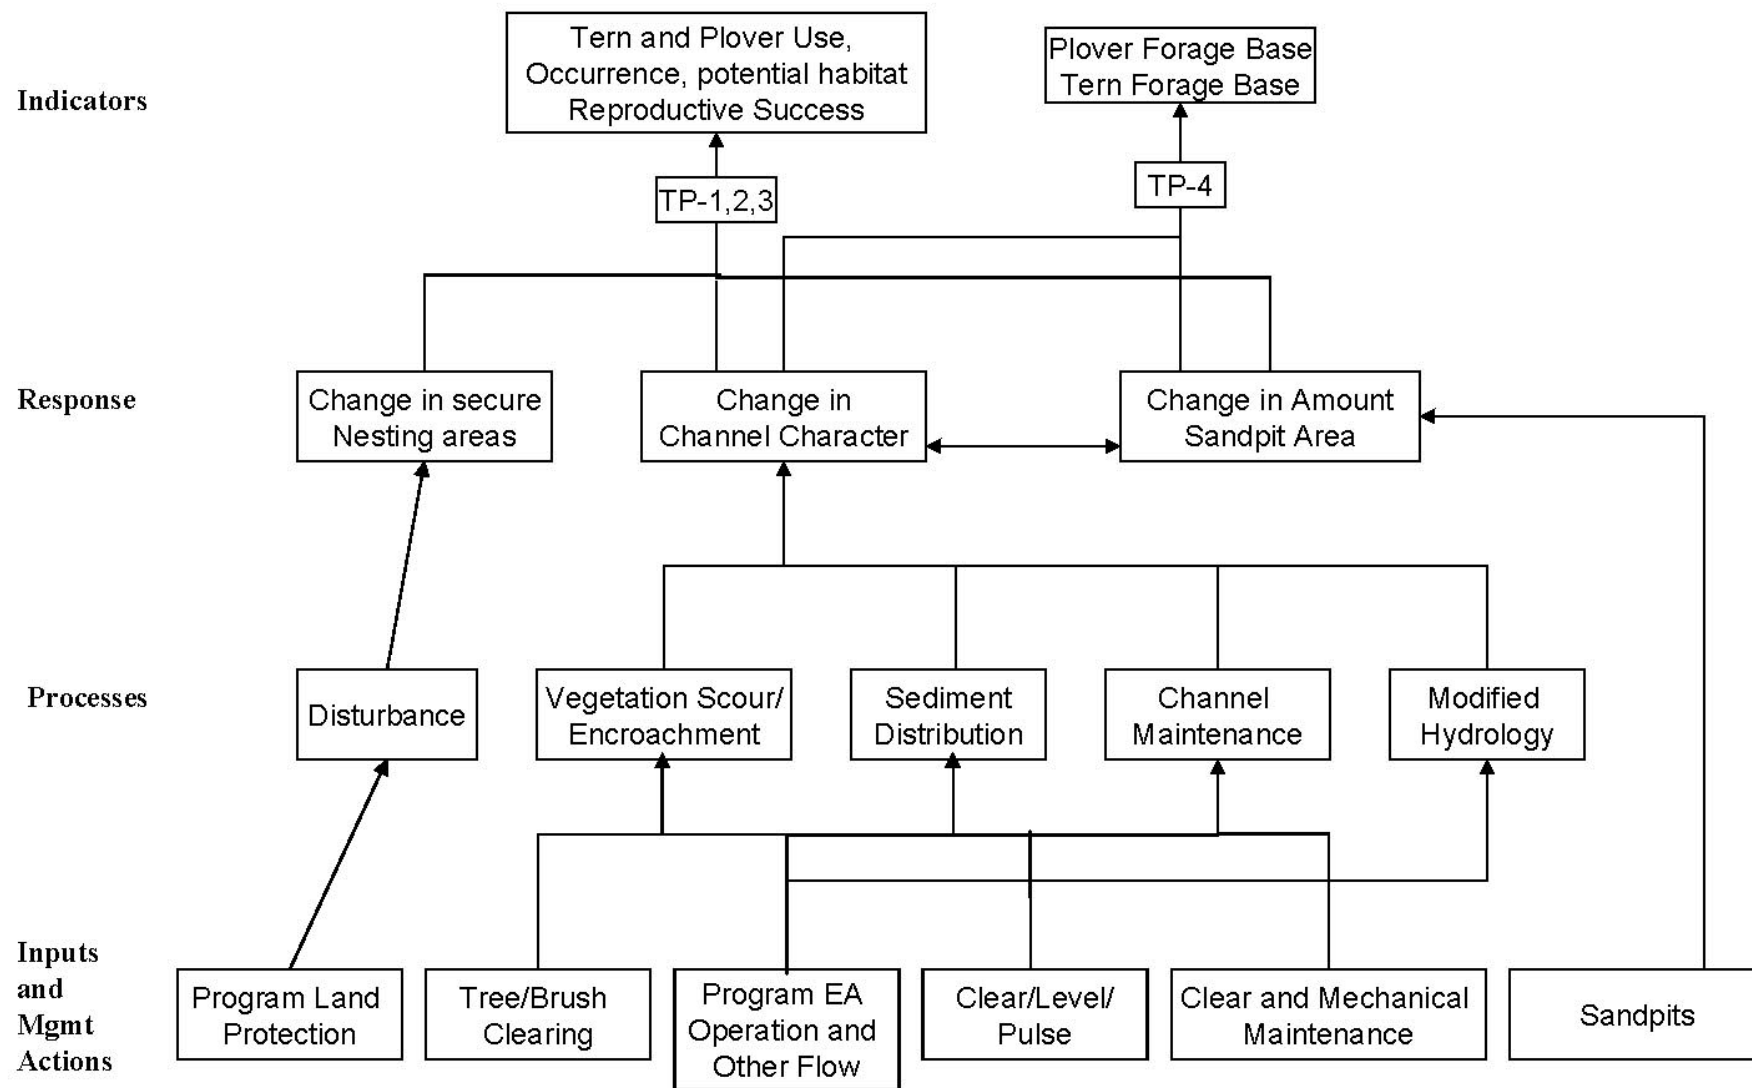 Indicators
Tern and Plover Use,
Occurrence, potential habitat
Reproductive Success
Plover Forage Base
Tern Forage Base
TP-1,2,3
TP-4
Response
Change in secure
Nesting areas
Change in
Channel Character
Change in Amount
Sandpit Area
Processes
Disturbance
Vegetation Scour/
Encroachment
Sediment
Distribution
Channel
Maintenance
Modified
Hydrology
Inputs
and
Mgmt
Actions
Program Land
Protection
Tree/Brush
Clearing
Program EA
Operation and
Other Flow
Clear/Level/
Pulse
Clear and Mechanical
Maintenance
Sandpits